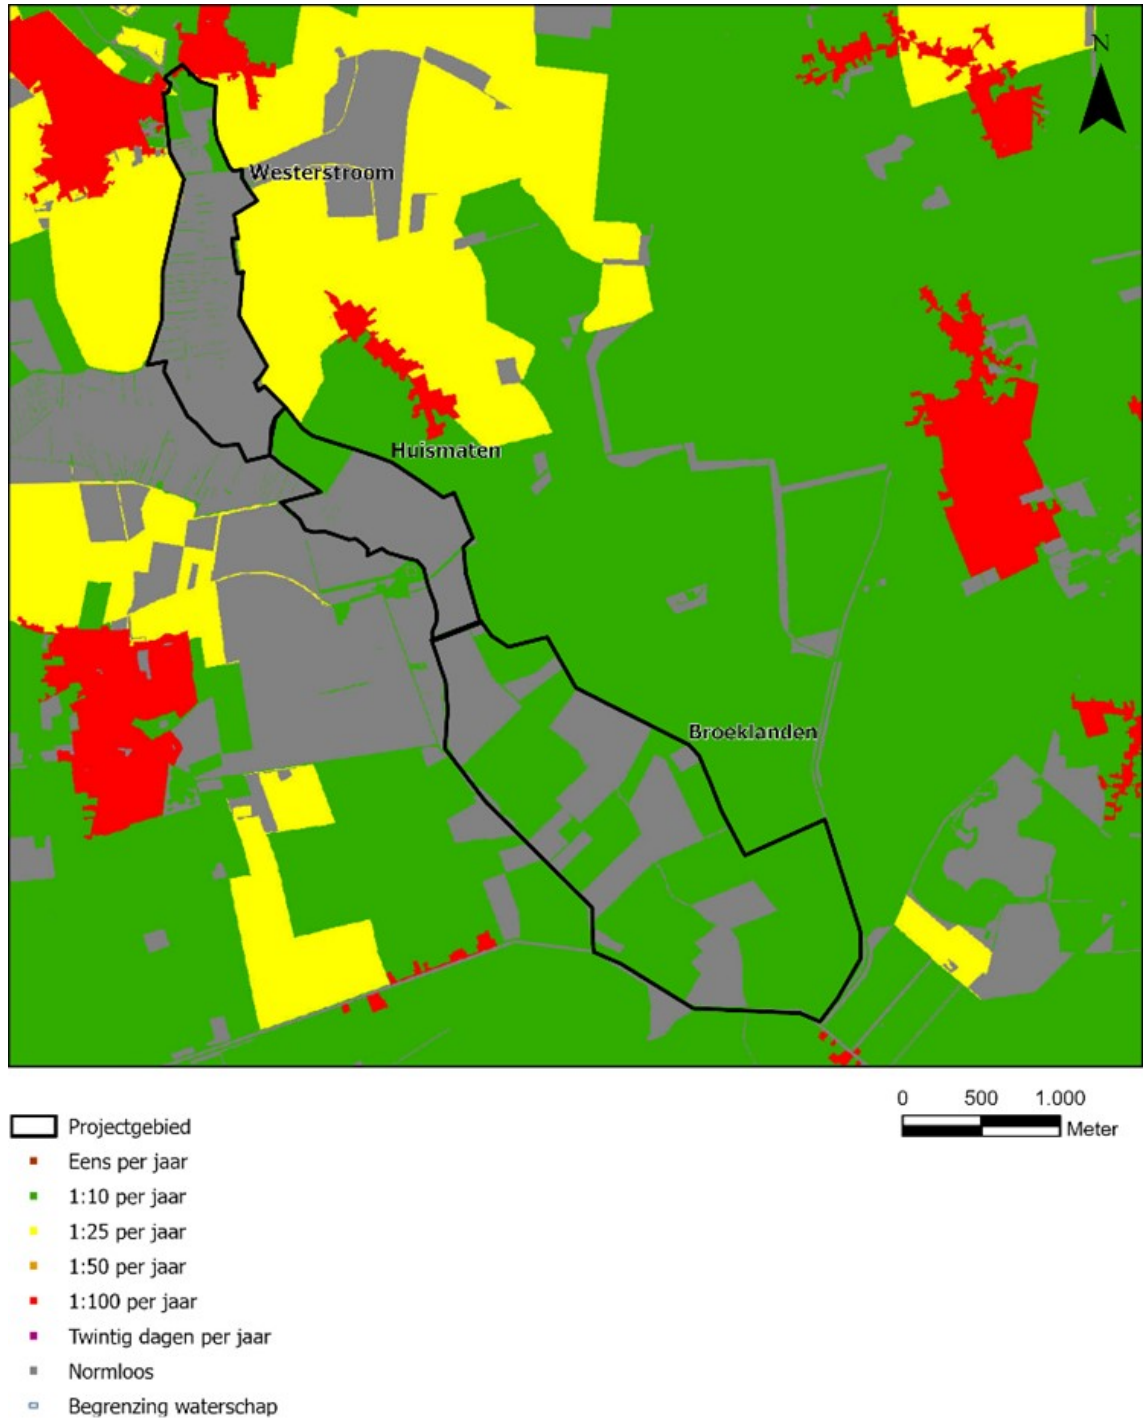 N
Westerstroom
Huismaten
Broeklanden
0 500 1.000
Meter
Projectgebied
Eens per jaar
1:10 per jaar
1:25 per jaar
1:50 per jaar
1:100 per jaar
Twintig dagen per jaar
Normloos
Begrenzing waterschap